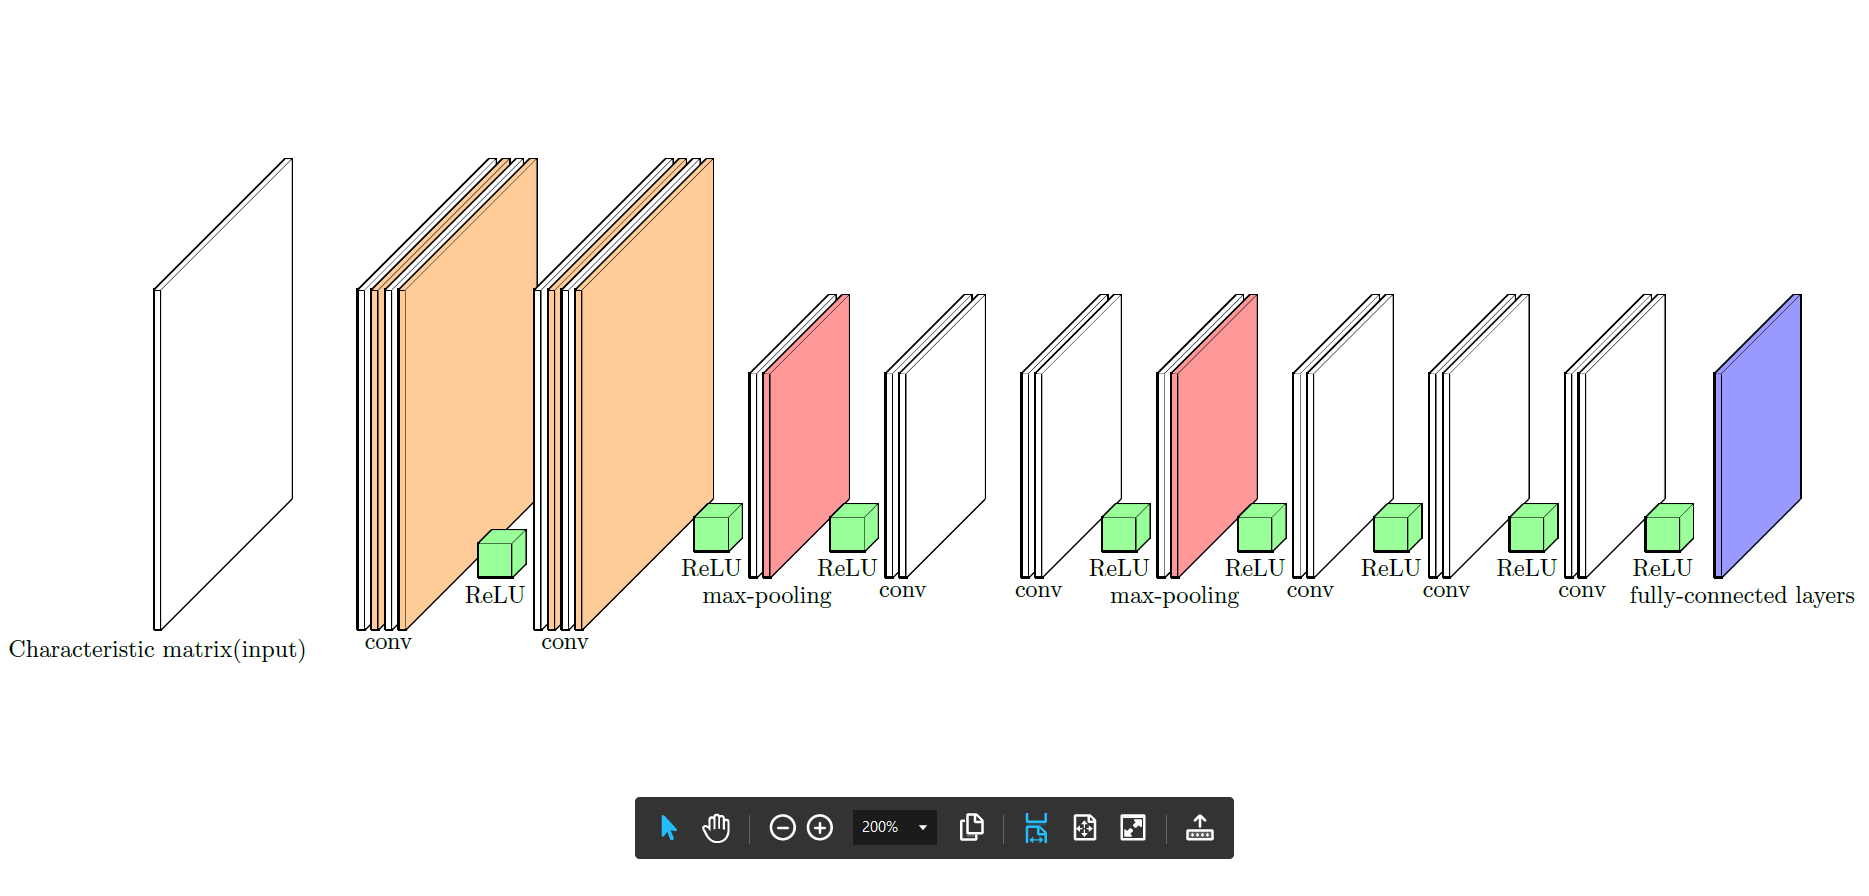 Characteristic matrix(input)
conv
ReLU
conv
ReLU
max-pooling
ReLU
conv
conv
ReLU
max-pooling
ReLU
conv
ReLU
conv
ReLU
conv
ReLU
fully-connected layers
200%